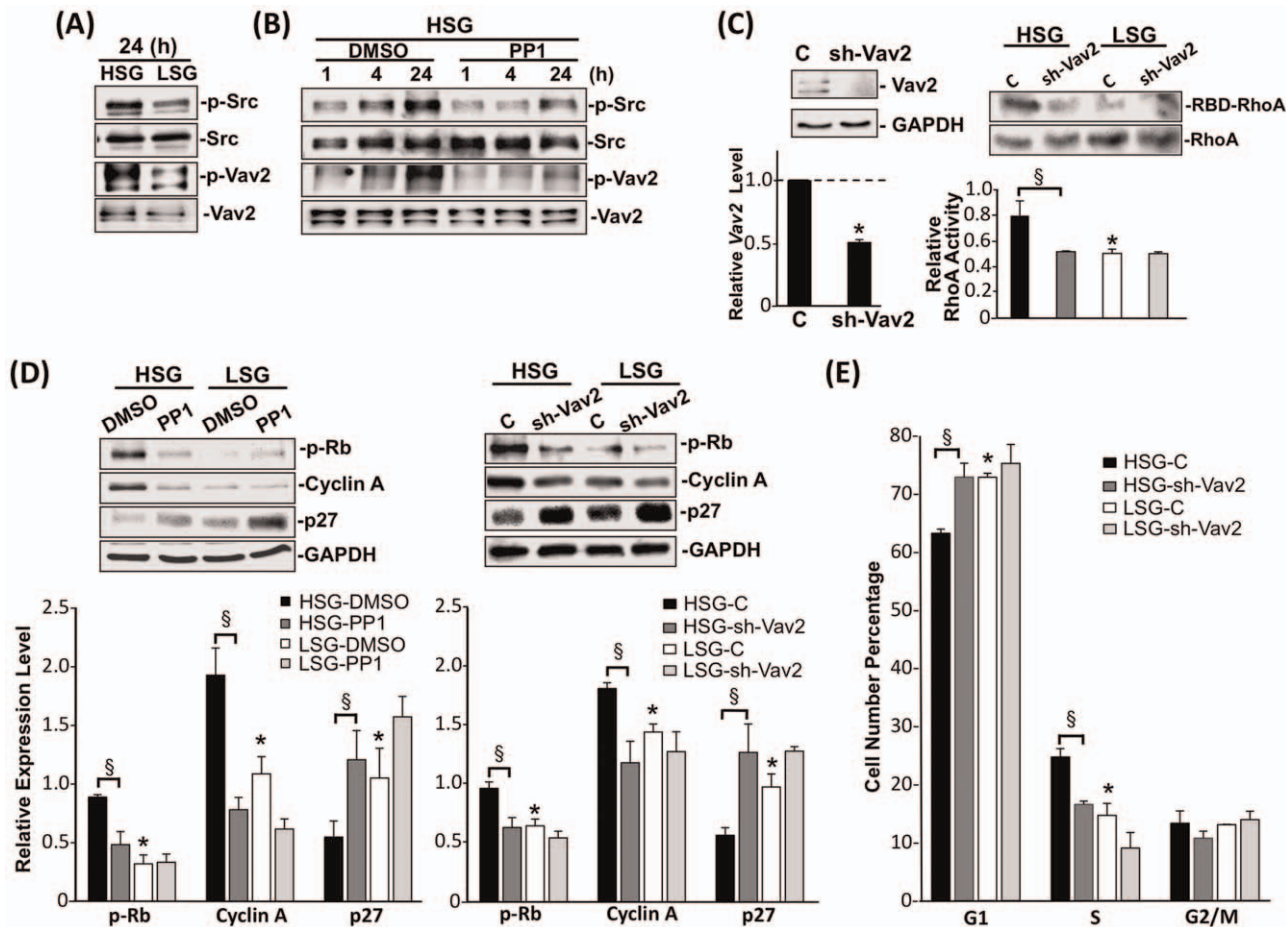 (A)
24 (h)
HSG LSG
-p-Src
-Src
-p-Vav2
-Vav2
(B)
HSG
DMSO PP1
1 4 24 1 4 24 (h)
-p-Src
-Src
-p-Vav2
-Vav2
(C)
C sh-Vav2
- Vav2
- GAPDH
Relative Vav2 Level
1.0
0.5
0
C sh-Vav2
HSG LSG
C sh-Vav2 C sh-Vav2
-RBD-RhoA
-RhoA
Relative
RhoA Activity
1.0
0.8
0.6
0.4
0.2
0
§
*
*
(D)
HSG LSG
DMSO PP1 DMSO PP1
-p-Rb
-Cyclin A
-p27
-GAPDH
Relative Expression Level
2.5
2.0
1.5
1.0
0.5
0
HSG-DMSO
HSG-PP1
LSG-DMSO
LSG-PP1
§ * § * § *
p-Rb Cyclin A p27
HSG LSG
C sh-Vav2 C sh-Vav2
-p-Rb
-Cyclin A
-p27
-GAPDH
2.5
2.0
1.5
1.0
0.5
0
HSG-C
HSG-sh-Vav2
LSG-C
LSG-sh-Vav2
§ * § * § *
p-Rb Cyclin A p27
(E)
Cell Number Percentage
80
70
60
50
40
30
20
10
0
HSG-C
HSG-sh-Vav2
LSG-C
LSG-sh-Vav2
§ * § *
G1 S G2/M